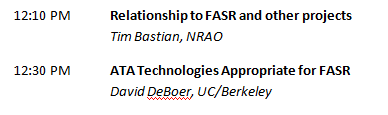 12:10 PM Relationship to FASR and other projects
Tim Bastian, NRAO
12:30 PM ATA Technologies Appropriate for FASR
David DeBoer, UC/Berkeley